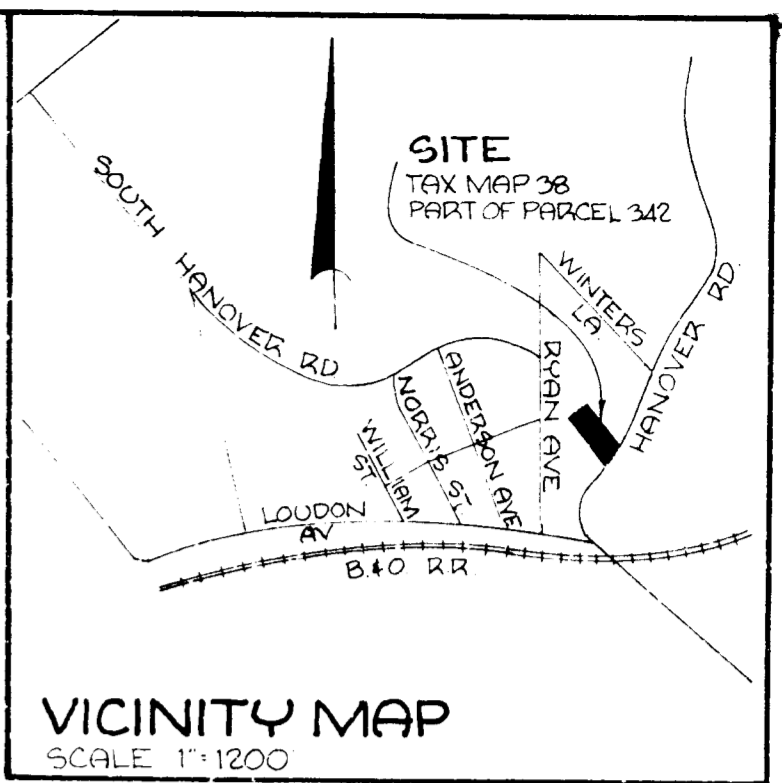 SITE
TAX MAP 38
PART OF PARCEL 342
SOUTH HANOVER RD
WINTERS
LA.
HANOVER RD.
RYAN AVE
ANDERSON AVE
NORRIS ST.
WILLIAM
ST.
LOUDON
AV
B.&O. R.R.
VICINITY MAP
SCALE 1"=1200'